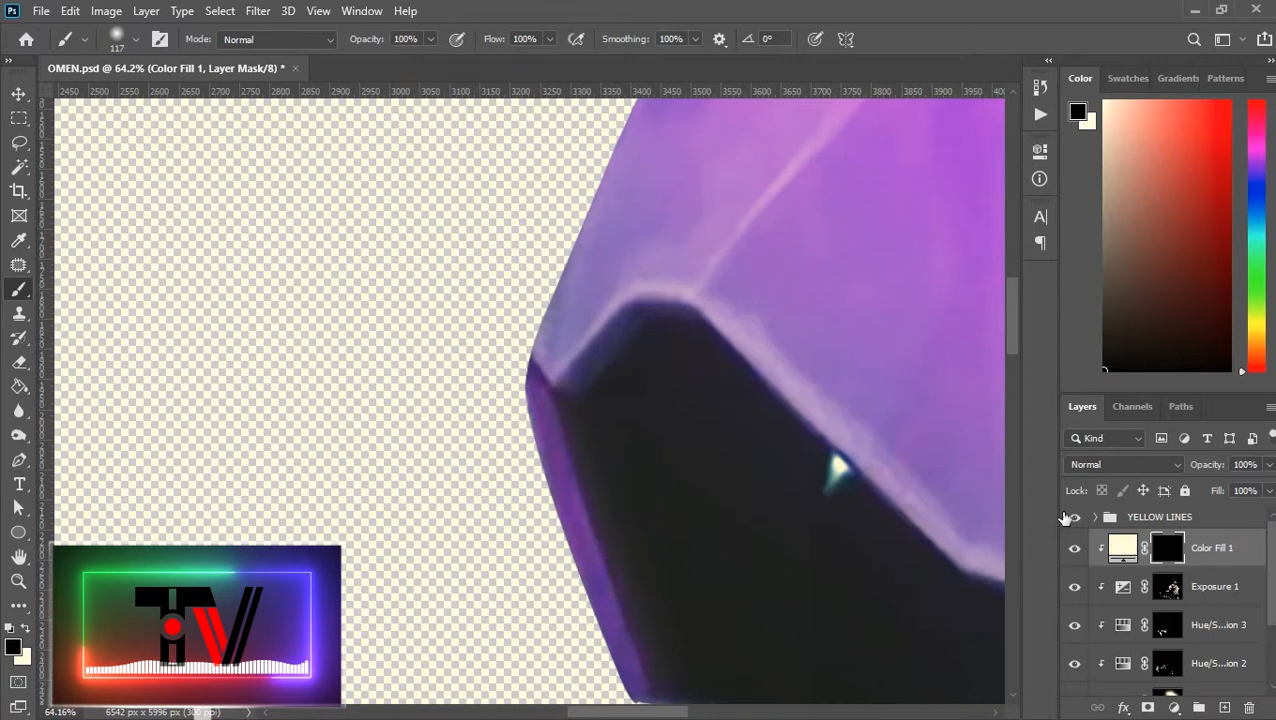 Ps File Edit Image Layer Type Select Filter 3D View Window Help
117 Mode: Normal Opacity: 100% Flow: 100% Smoothing: 100% 0°
OMEN.psd @ 64.2% (Color Fill 1, Layer Mask/8) * ×
2450 2500 2550 2600 2650 2700 2750 2800 2850 2900 2950 3000 3050 3100 3150 3200 3250 3300 3350 3400 3450 3500 3550 3600 3650 3700 3750 3800 3850 3900 3950
Color Swatches Gradients Patterns
Layers Channels Paths
Kind
Normal Opacity: 100%
Lock: Fill: 100%
YELLOW LINES
Color Fill 1
Exposure 1
Hue/S...ion 3
Hue/S...ion 2
TV
64.16% 6542 px x 5996 px (300 ppi)